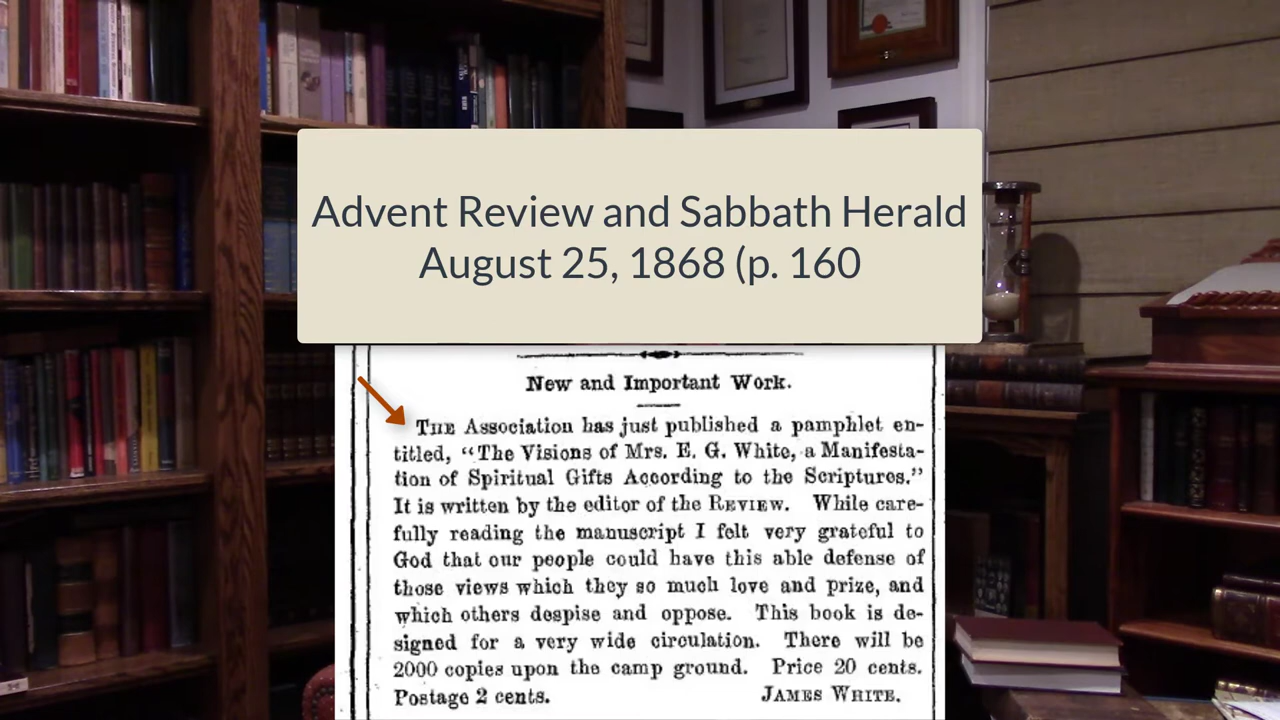 Advent Review and Sabbath Herald
August 25, 1868 (p. 160
New and Important Work.
THE Association has just published a pamphlet en-
titled, “The Visions of Mrs. E. G. White, a Manifesta-
tion of Spiritual Gifts According to the Scriptures.”
It is written by the editor of the REVIEW. While care-
fully reading the manuscript I felt very grateful to
God that our people could have this able defense of
those views which they so much love and prize, and
which others despise and oppose. This book is de-
signed for a very wide circulation. There will be
2000 copies upon the camp ground. Price 20 cents.
Postage 2 cents. JAMES WHITE.